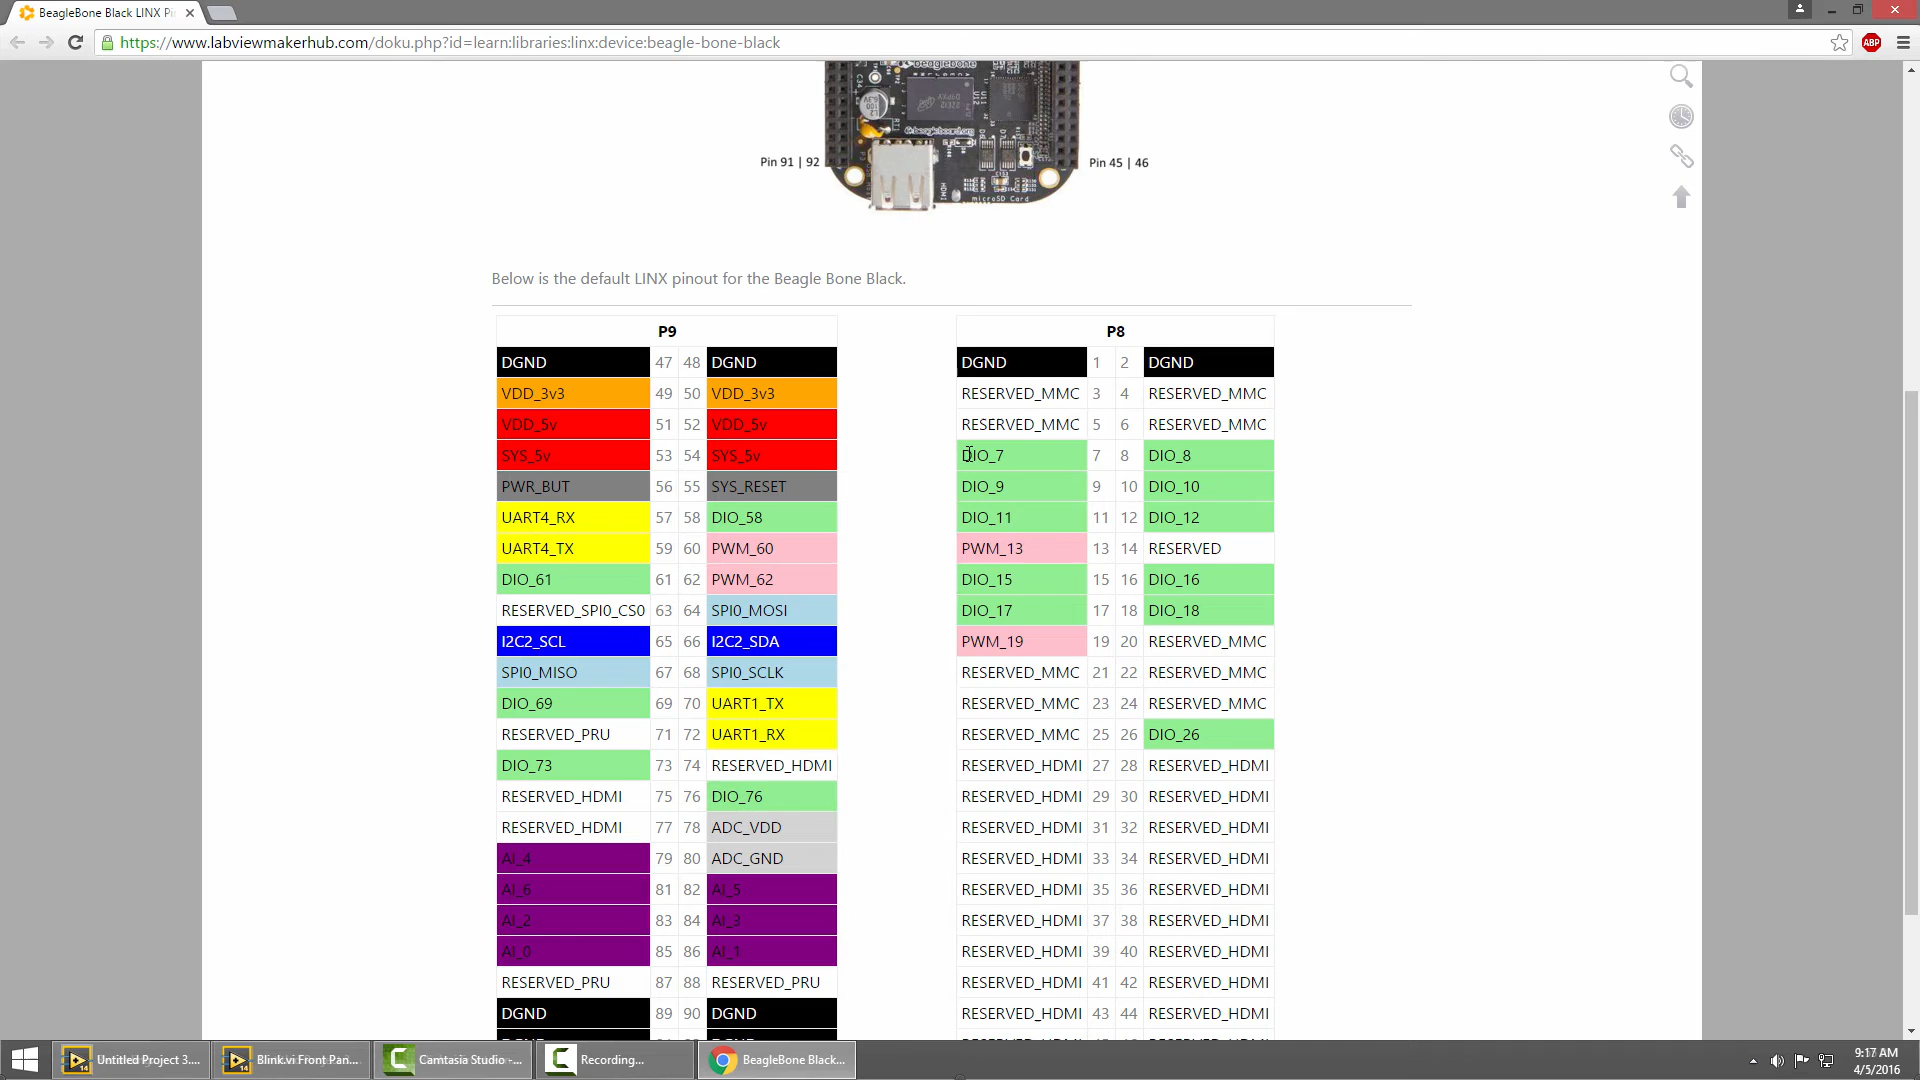 BeagleBone Black LINX Pi
https://www.labviewmakerhub.com/doku.php?id=learn:libraries:linx:device:beagle-bone-black
ABP
beaglebone
Pin 91 | 92
Pin 45 | 46
HDMI
microSD Card
Below is the default LINX pinout for the Beagle Bone Black.
P9
DGND 47 48 DGND
VDD_3v3 49 50 VDD_3v3
VDD_5v 51 52 VDD_5v
SYS_5v 53 54 SYS_5v
PWR_BUT 56 55 SYS_RESET
UART4_RX 57 58 DIO_58
UART4_TX 59 60 PWM_60
DIO_61 61 62 PWM_62
RESERVED_SPI0_CS0 63 64 SPI0_MOSI
I2C2_SCL 65 66 I2C2_SDA
SPI0_MISO 67 68 SPI0_SCLK
DIO_69 69 70 UART1_TX
RESERVED_PRU 71 72 UART1_RX
DIO_73 73 74 RESERVED_HDMI
RESERVED_HDMI 75 76 DIO_76
RESERVED_HDMI 77 78 ADC_VDD
AI_4 79 80 ADC_GND
AI_6 81 82 AI_5
AI_2 83 84 AI_3
AI_0 85 86 AI_1
RESERVED_PRU 87 88 RESERVED_PRU
DGND 89 90 DGND
P8
DGND 1 2 DGND
RESERVED_MMC 3 4 RESERVED_MMC
RESERVED_MMC 5 6 RESERVED_MMC
DIO_7 7 8 DIO_8
DIO_9 9 10 DIO_10
DIO_11 11 12 DIO_12
PWM_13 13 14 RESERVED
DIO_15 15 16 DIO_16
DIO_17 17 18 DIO_18
PWM_19 19 20 RESERVED_MMC
RESERVED_MMC 21 22 RESERVED_MMC
RESERVED_MMC 23 24 RESERVED_MMC
RESERVED_MMC 25 26 DIO_26
RESERVED_HDMI 27 28 RESERVED_HDMI
RESERVED_HDMI 29 30 RESERVED_HDMI
RESERVED_HDMI 31 32 RESERVED_HDMI
RESERVED_HDMI 33 34 RESERVED_HDMI
RESERVED_HDMI 35 36 RESERVED_HDMI
RESERVED_HDMI 37 38 RESERVED_HDMI
RESERVED_HDMI 39 40 RESERVED_HDMI
RESERVED_HDMI 41 42 RESERVED_HDMI
RESERVED_HDMI 43 44 RESERVED_HDMI
Untitled Project 3....
Blink.vi Front Pan...
Camtasia Studio -...
Recording...
BeagleBone Black...
9:17 AM
4/5/2016